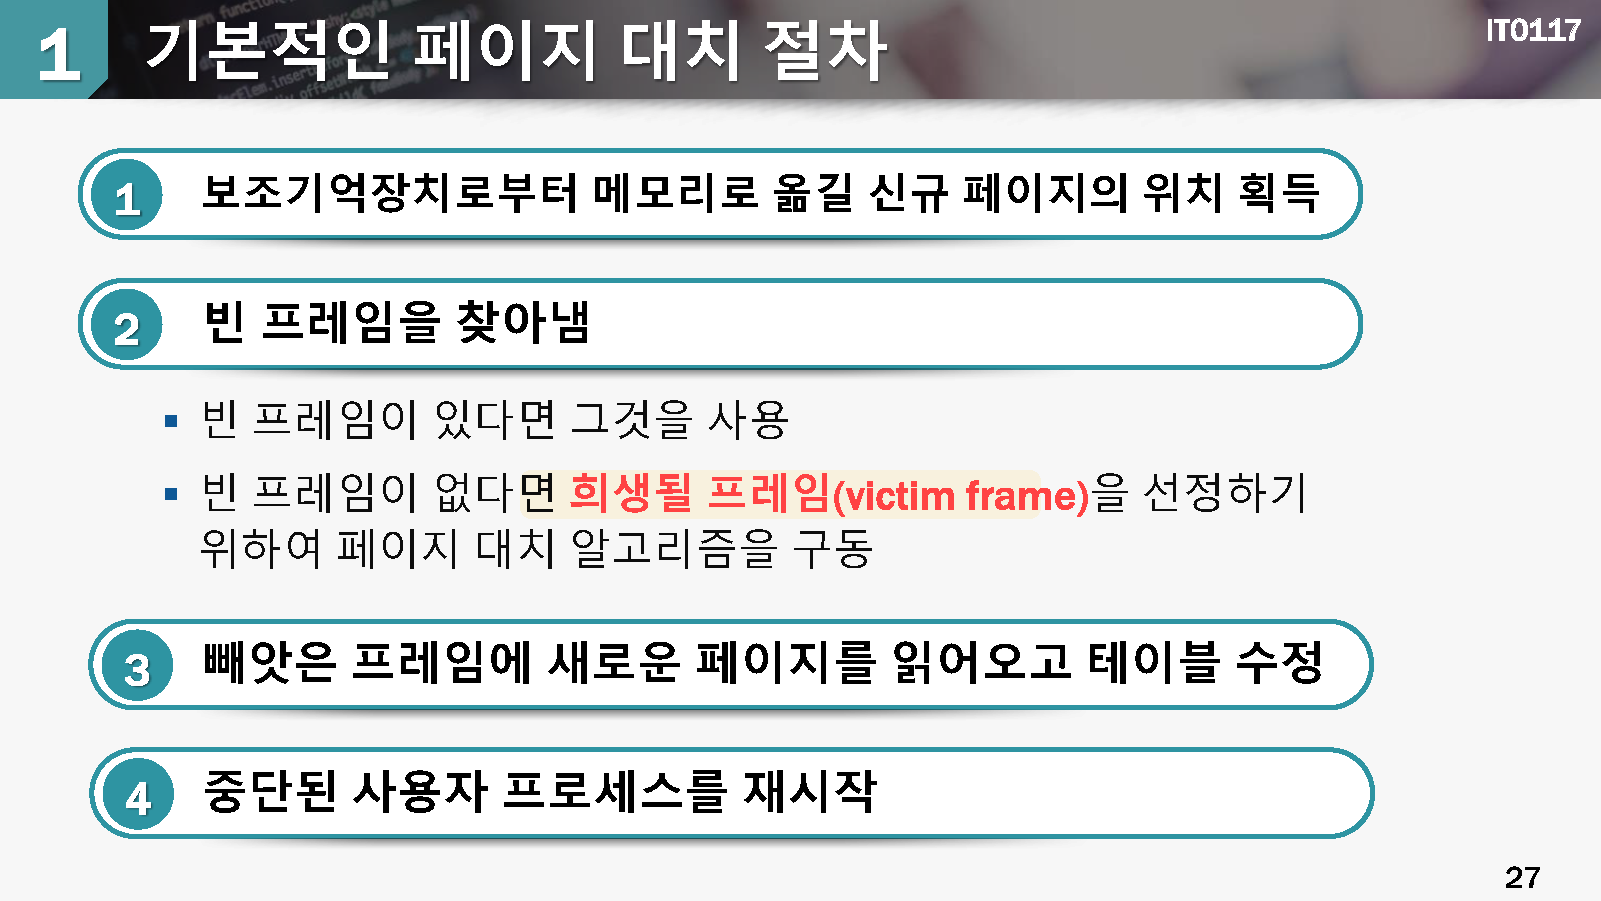 1 기본적인 페이지 대치 절차
IT0117
1 보조기억장치로부터 메모리로 옮길 신규 페이지의 위치 획득
2 빈 프레임을 찾아냄
▪ 빈 프레임이 있다면 그것을 사용
▪ 빈 프레임이 없다면 희생될 프레임(victim frame)을 선정하기
위하여 페이지 대치 알고리즘을 구동
3 빼앗은 프레임에 새로운 페이지를 읽어오고 테이블 수정
4 중단된 사용자 프로세스를 재시작
27